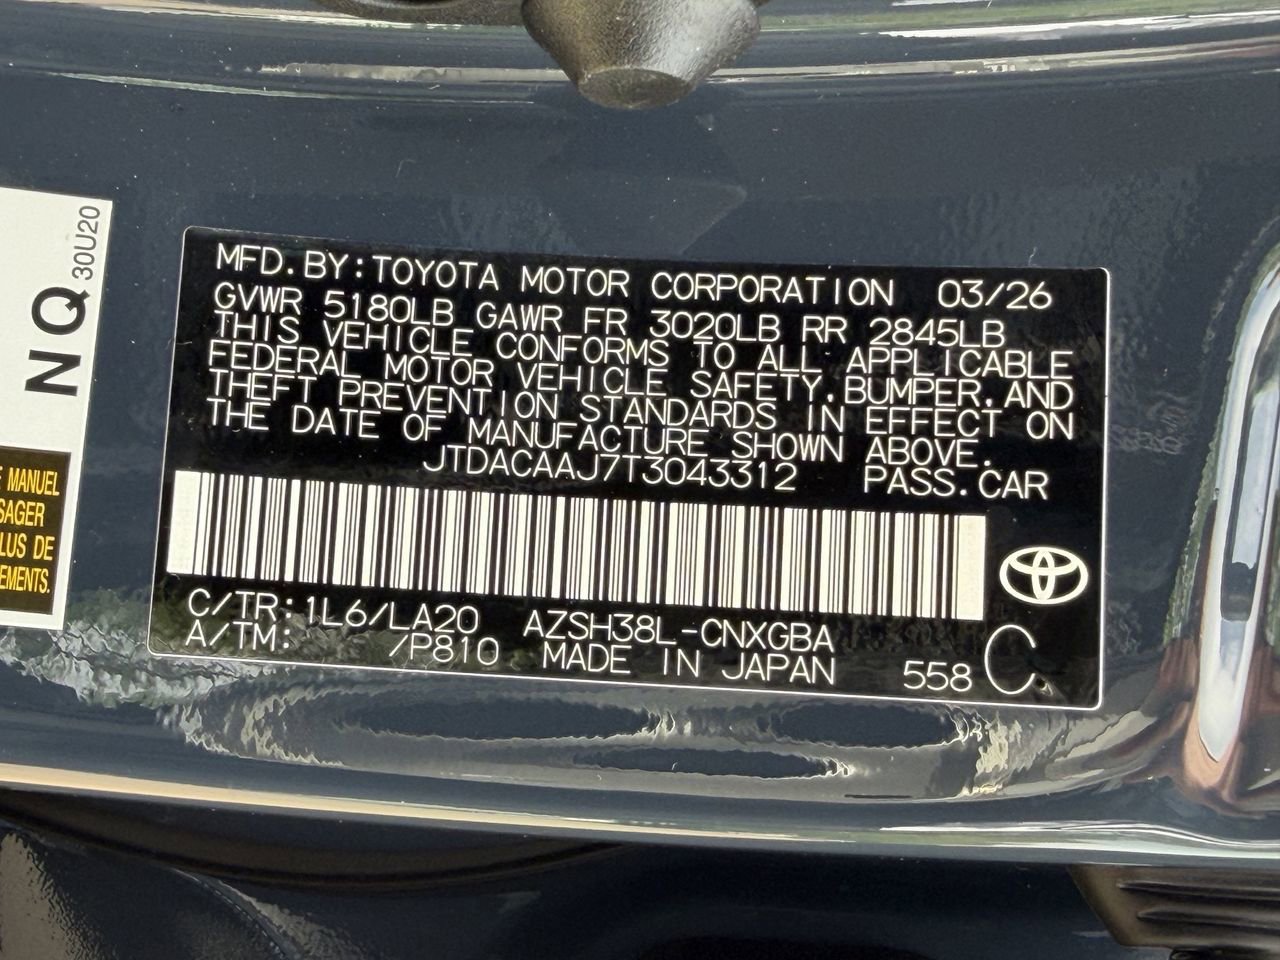 30U20
NQ
MANUEL
SAGER
LUS DE
EMENTS.
MFD.BY:TOYOTA MOTOR CORPORATION 03/26
GVWR 5180LB GAWR FR 3020LB RR 2845LB
THIS VEHICLE CONFORMS TO ALL APPLICABLE
FEDERAL MOTOR VEHICLE SAFETY,BUMPER,AND
THEFT PREVENTION STANDARDS IN EFFECT ON
THE DATE OF MANUFACTURE SHOWN ABOVE.
JTDACAAJ7T3043312 PASS.CAR
C/TR:1L6/LA20 AZSH38L-CNXGBA
A/TM: /P810 MADE IN JAPAN 558 C